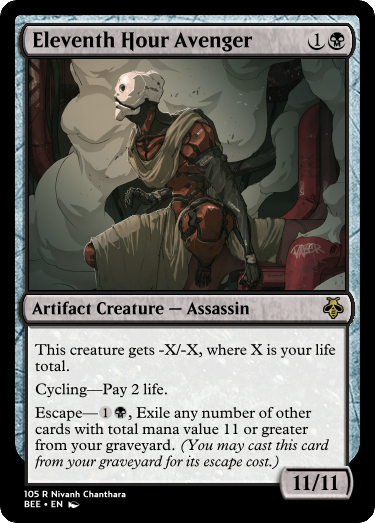 Eleventh Hour Avenger 1
Artifact Creature — Assassin
This creature gets -X/-X, where X is your life
total.
Cycling—Pay 2 life.
Escape—1, Exile any number of other
cards with total mana value 11 or greater
from your graveyard. (You may cast this card
from your graveyard for its escape cost.)
11/11
105 R Nivanh Chanthara
BEE • EN